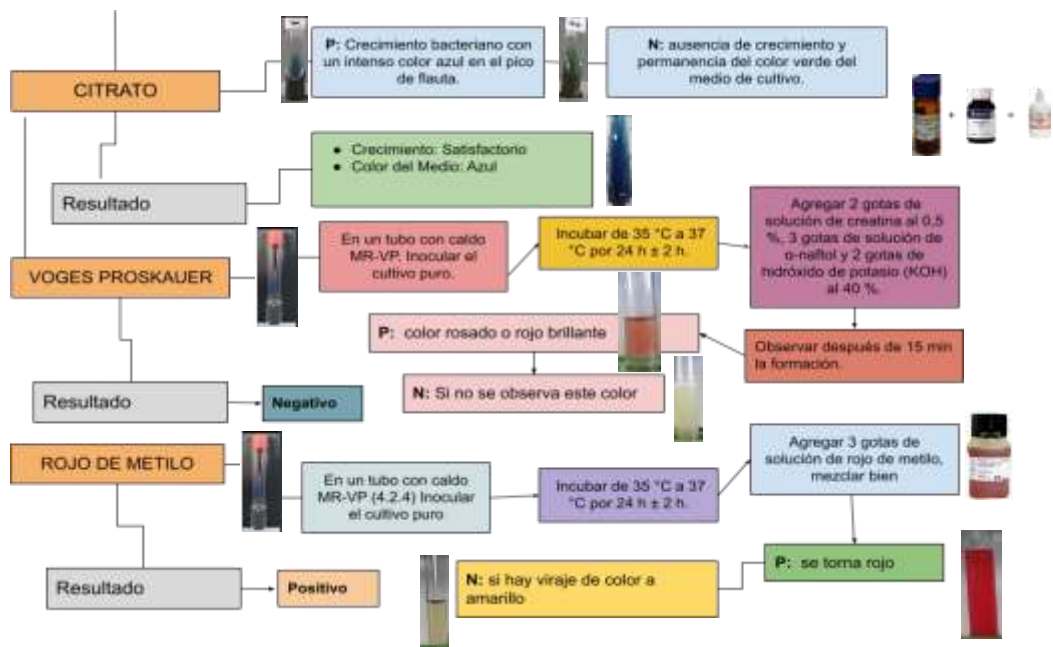 P: Crecimiento bacteriano con
un intenso color azul en el pico
de flauta.
N: ausencia de crecimiento y
permanencia del color verde del
medio de cultivo.
CITRATO
+
+
● Crecimiento: Satisfactorio
● Color del Medio: Azul
Resultado
VOGES PROSKAUER
En un tubo con caldo
MR-VP. Inocular el
cultivo puro.
Incubar de 35 °C a 37
°C por 24 h ± 2 h.
Agregar 2 gotas de
solución de creatina al 0,5
%, 3 gotas de solución de
α-naftol y 2 gotas de
hidróxido de potasio (KOH)
al 40 %.
Observar después de 15 min
la formación.
P: color rosado o rojo brillante
N: Si no se observa este color
Resultado
Negativo
ROJO DE METILO
En un tubo con caldo
MR-VP (4.2.4) Inocular
el cultivo puro
Incubar de 35 °C a 37
°C por 24 h ± 2 h.
Agregar 3 gotas de
solución de rojo de metilo,
mezclar bien
P: se torna rojo
N: si hay viraje de color a
amarillo
Resultado
Positivo